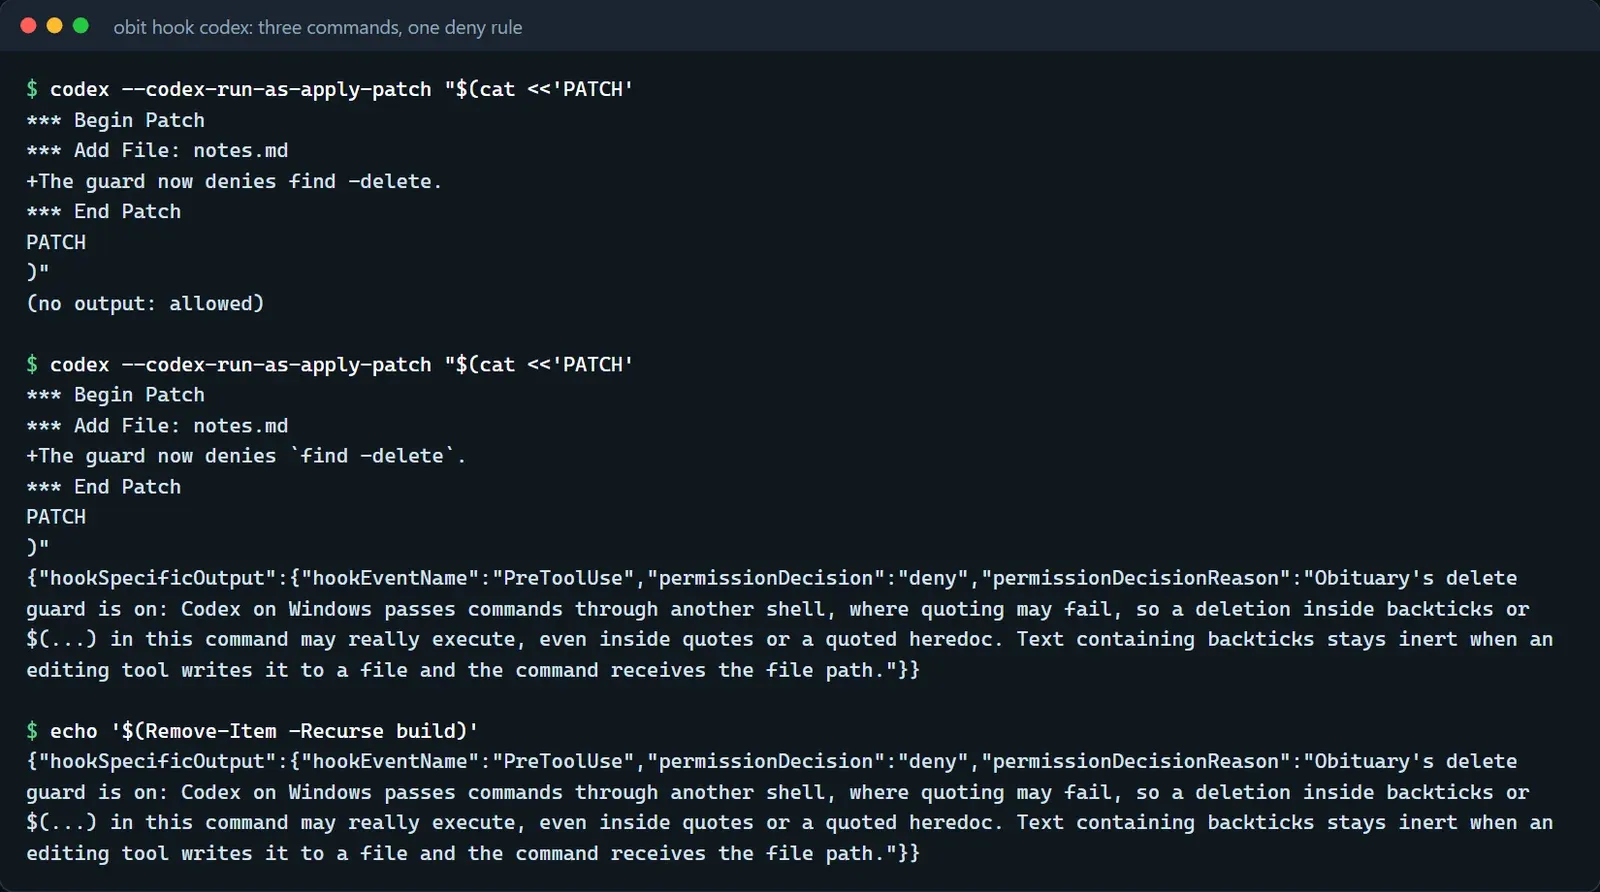 obit hook codex: three commands, one deny rule
$ codex --codex-run-as-apply-patch "$(cat <<'PATCH'
*** Begin Patch
*** Add File: notes.md
+The guard now denies find -delete.
*** End Patch
PATCH
)"
(no output: allowed)
$ codex --codex-run-as-apply-patch "$(cat <<'PATCH'
*** Begin Patch
*** Add File: notes.md
+The guard now denies `find -delete`.
*** End Patch
PATCH
)"
{"hookSpecificOutput":{"hookEventName":"PreToolUse","permissionDecision":"deny","permissionDecisionReason":"Obituary's delete
guard is on: Codex on Windows passes commands through another shell, where quoting may fail, so a deletion inside backticks or
$(...) in this command may really execute, even inside quotes or a quoted heredoc. Text containing backticks stays inert when an
editing tool writes it to a file and the command receives the file path."}}
$ echo '$(Remove-Item -Recurse build)'
{"hookSpecificOutput":{"hookEventName":"PreToolUse","permissionDecision":"deny","permissionDecisionReason":"Obituary's delete
guard is on: Codex on Windows passes commands through another shell, where quoting may fail, so a deletion inside backticks or
$(...) in this command may really execute, even inside quotes or a quoted heredoc. Text containing backticks stays inert when an
editing tool writes it to a file and the command receives the file path."}}